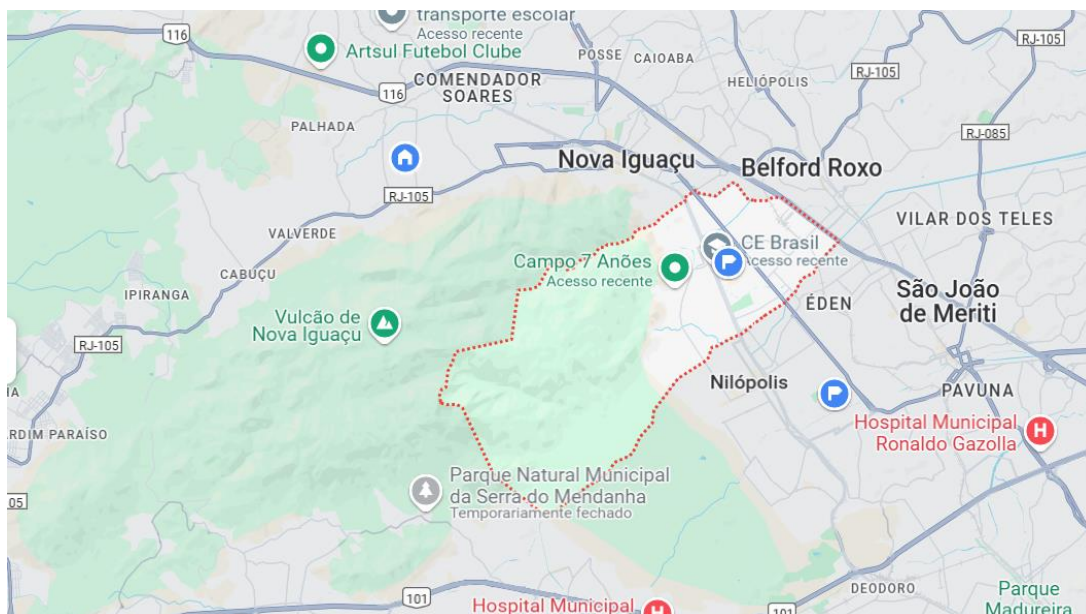 transporte escolar
Acesso recente
116
Artsul Futebol Clube
POSSE
CAIOABA
RJ-105
COMENDADOR
SOARES
116
HELIÓPOLIS
RJ-105
PALHADA
RJ-085
Nova Iguaçu
Belford Roxo
RJ-105
VILAR DOS TELES
VALVERDE
CE Brasil
Acesso recente
Campo 7 Anões
Acesso recente
CABUÇU
IPIRANGA
ÉDEN
São João
de Meriti
Vulcão de
Nova Iguaçu
RJ-105
Nilópolis
PAVUNA
Hospital Municipal
Ronaldo Gazolla
H
ARDIM PARAÍSO
Parque Natural Municipal
da Serra do Mendanha
Temporariamente fechado
05
DEODORO
101
101
Hospital Municipal
H
Parque
Madureira